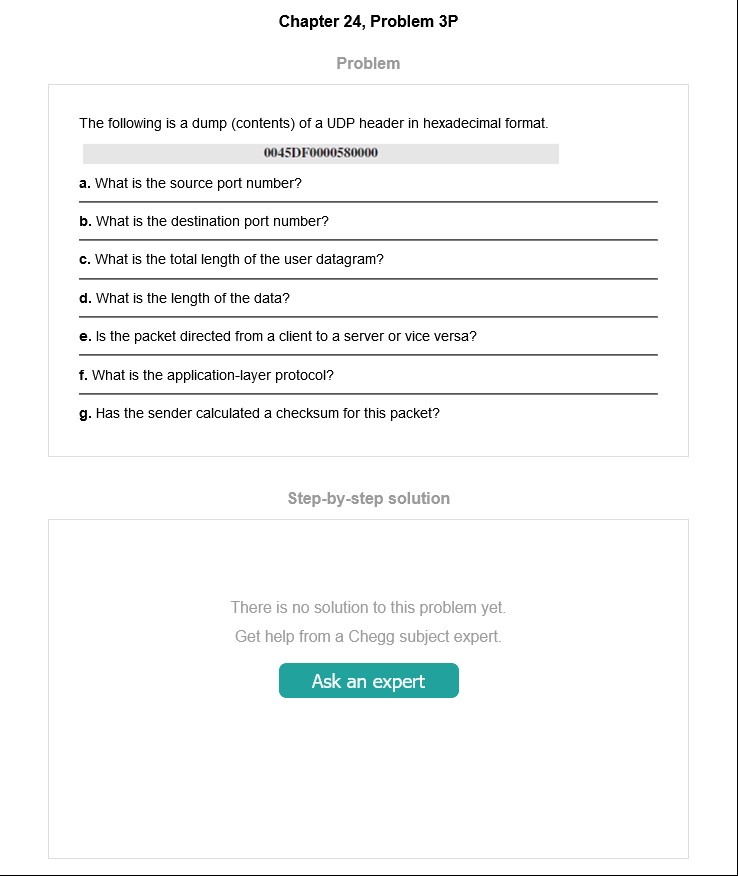 Chapter 24, Problem 3P
Problem
The following is a dump (contents) of a UDP header in hexadecimal format.
0045DF0000580000
a. What is the source port number?
b. What is the destination port number?
c. What is the total length of the user datagram?
d. What is the length of the data?
e. Is the packet directed from a client to a server or vice versa?
f. What is the application-layer protocol?
g. Has the sender calculated a checksum for this packet?
Step-by-step solution
There is no solution to this problem yet.
Get help from a Chegg subject expert.
Ask an expert